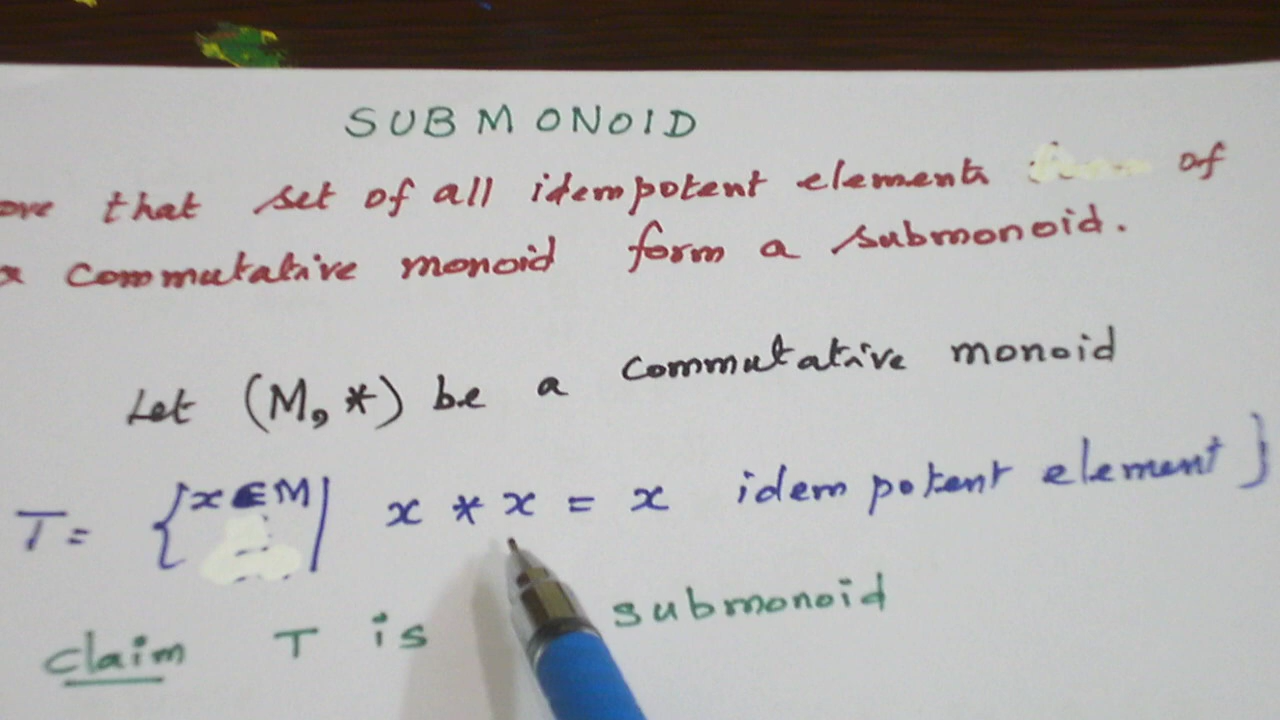 SUBMONOID
ove that set of all idempotent elements of
a commutative monoid form a submonoid.
Let (M, *) be a commutative monoid
T = {x ∈ M | x * x = x idempotent element}
Claim T is submonoid